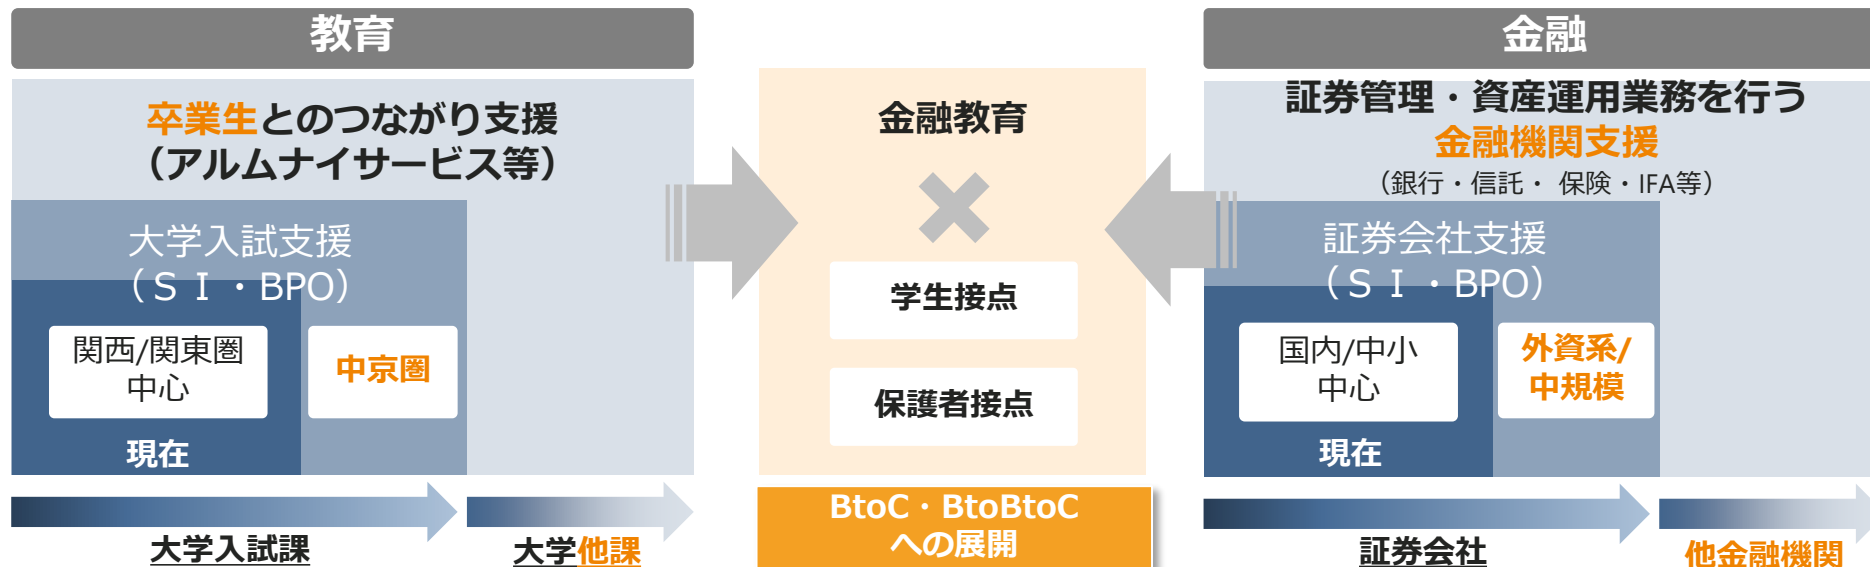 教育
卒業生とのつながり支援
（アルムナイサービス等）
大学入試支援
（ＳＩ・BPO）
関西/関東圏
中心
中京圏
現在
大学入試課
大学他課
金融教育
学生接点
保護者接点
BtoC・BtoBtoC
への展開
金融
証券管理・資産運用業務を行う
金融機関支援
（銀行・信託・ 保険・IFA等）
証券会社支援
（ＳＩ・BPO）
国内/中小
中心
外資系/
中規模
現在
証券会社
他金融機関